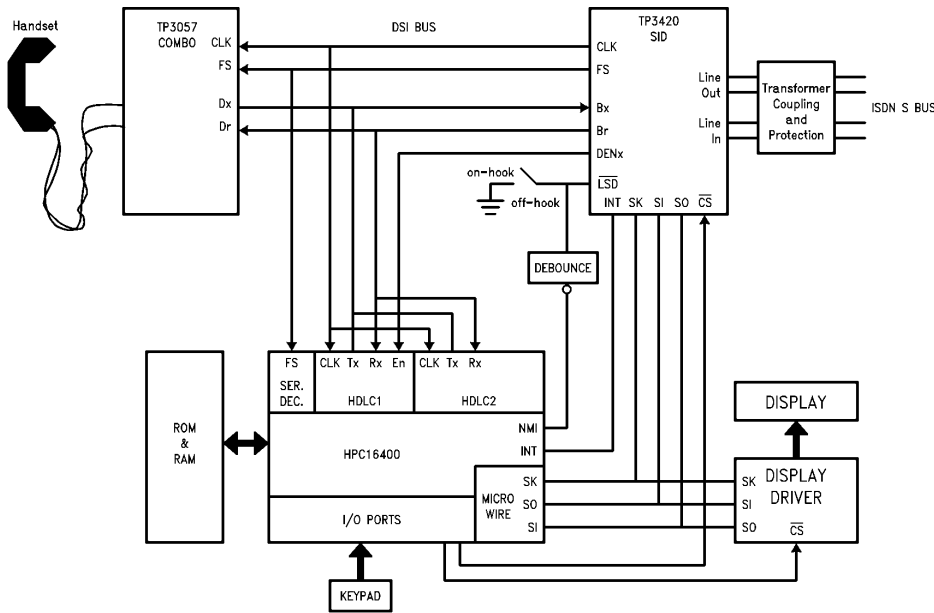 Handset
TP3057
COMBO
CLK
FS
Dx
Dr
DSI BUS
TP3420
SID
CLK
FS
Bx
Br
DENx
LSD
INT SK SI SO CS
Line
Out
Line
In
Transformer
Coupling
and
Protection
ISDN S BUS
on-hook
off-hook
DEBOUNCE
ROM
&
RAM
FS
SER.
DEC.
CLK Tx Rx En
HDLC1
CLK Tx Rx
HDLC2
HPC16400
NMI
INT
MICRO
WIRE
SK
SO
SI
I/O PORTS
KEYPAD
DISPLAY
DISPLAY
DRIVER
SK
SI
SO
CS